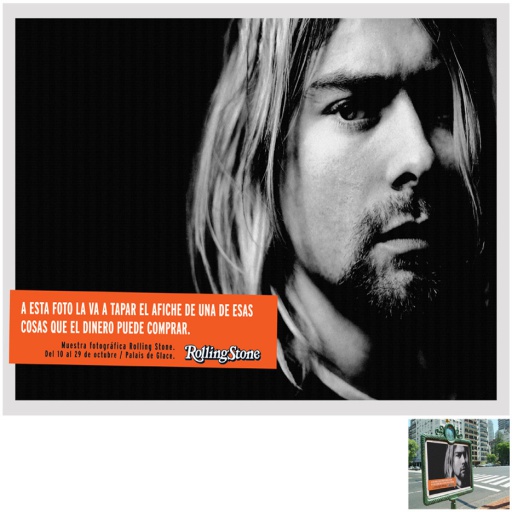 A ESTA FOTO LA VA A TAPAR EL AFICHE DE UNA DE ESAS
COSAS QUE EL DINERO PUEDE COMPRAR.
Muestra fotográfica Rolling Stone.
Del 10 al 29 de octubre / Palais de Glace.
RollingStone